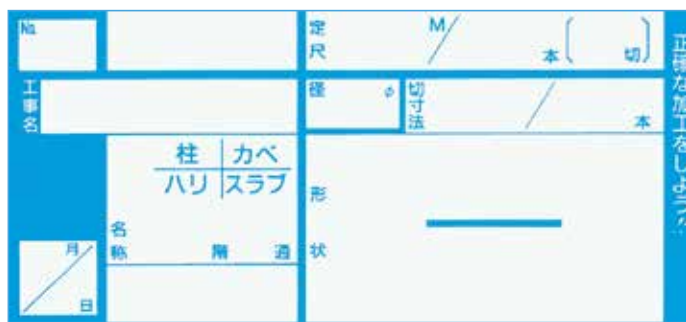 No.
定尺 M/ 本〔 切〕
工事名
径 φ
切寸法 / 本
柱 カベ
ハリ スラブ
名称 階 通
形状
月/日
正確な加工をしよう!!